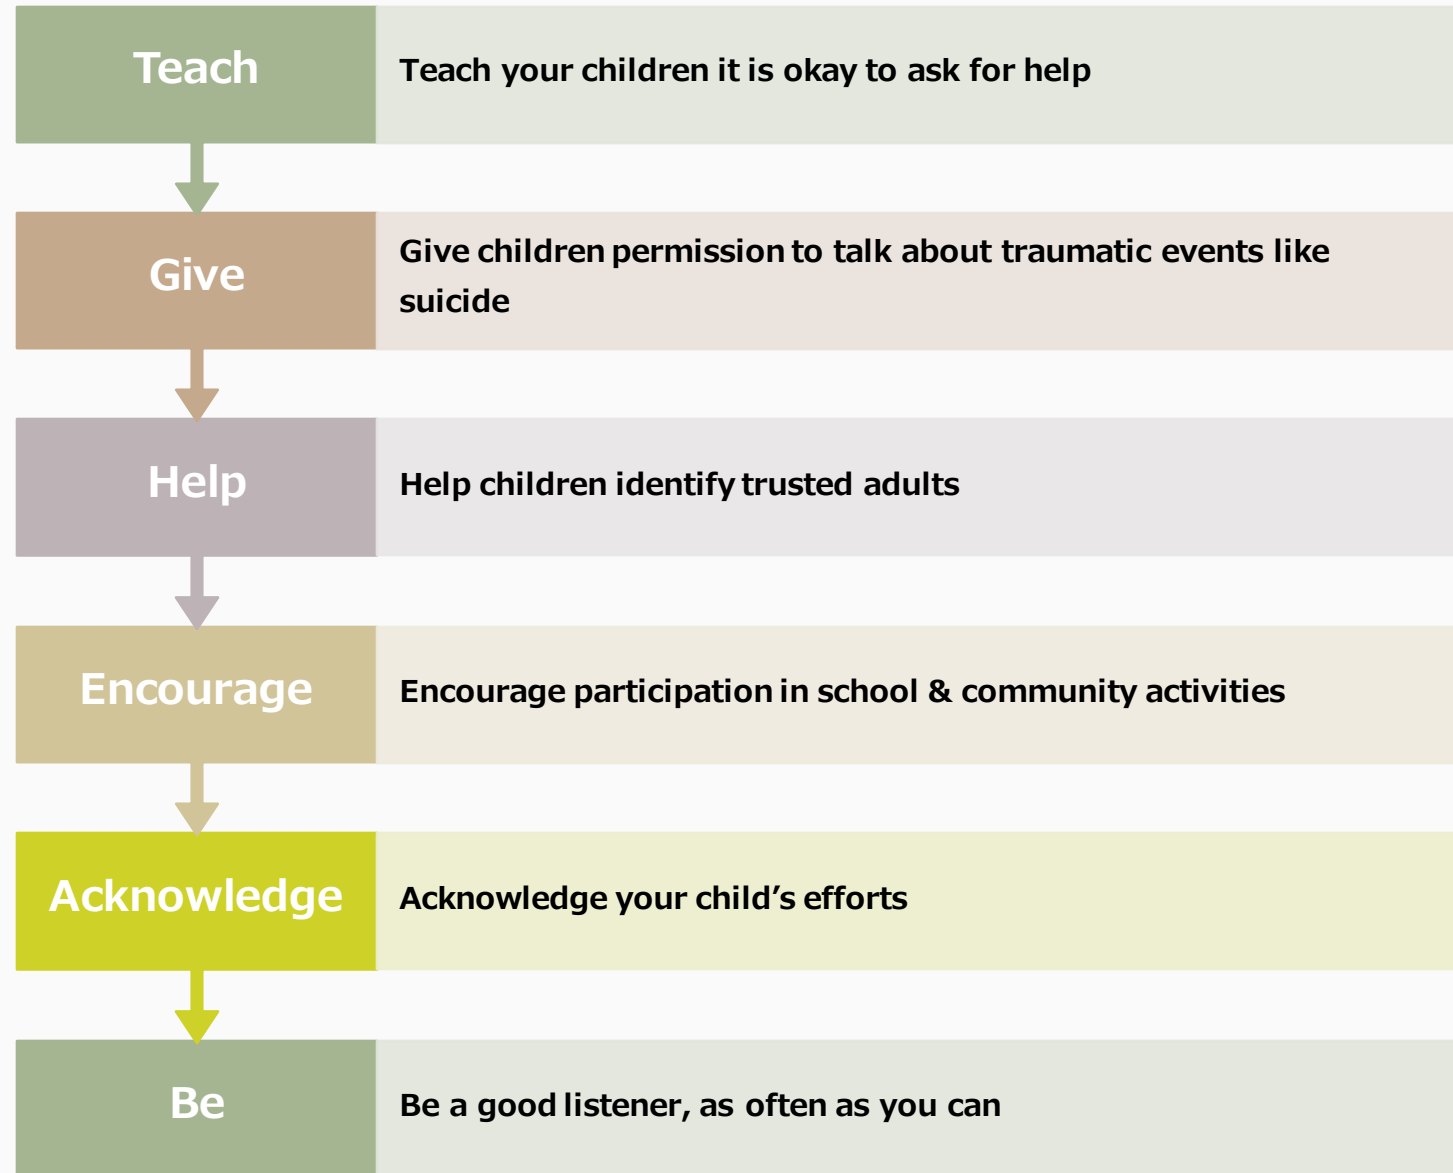 Teach
Teach your children it is okay to ask for help
Give
Give children permission to talk about traumatic events like
suicide
Help
Help children identify trusted adults
Encourage
Encourage participation in school & community activities
Acknowledge
Acknowledge your child’s efforts
Be
Be a good listener, as often as you can